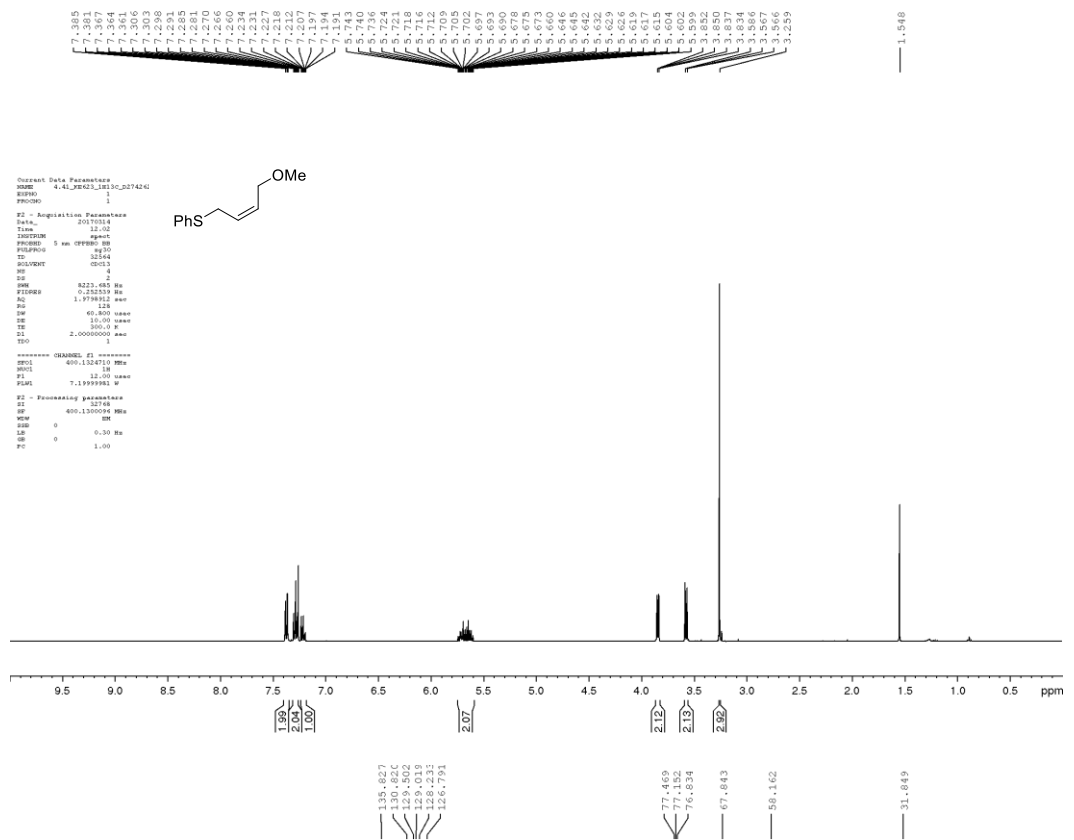 7.385 7.381 7.367 7.364 7.361 7.306 7.303 7.298 7.291 7.285 7.281 7.270 7.266 7.260 7.234 7.231 7.227 7.218 7.212 7.207 7.197 7.194 7.191 5.743 5.740 5.736 5.724 5.721 5.718 5.716 5.712 5.709 5.705 5.702 5.697 5.693 5.690 5.678 5.675 5.673 5.660 5.646 5.645 5.642 5.632 5.629 5.626 5.619 5.617 5.615 5.604 5.602 5.599 3.852 3.850 3.837 3.834 3.586 3.567 3.566 3.259 1.548
Current Data Parameters
NAME 4.41_KE623_1H13C_D27426
EXPNO 1
PROCNO 1
F2 - Acquisition Parameters
Date_ 20170314
Time 12.02
INSTRUM spect
PROBHD 5 mm CPPBBO BB
PULPROG zg30
TD 32564
SOLVENT CDCl3
NS 4
DS 2
SWH 8223.685 Hz
FIDRES 0.252539 Hz
AQ 1.9798912 sec
RG 128
DW 60.800 usec
DE 10.00 usec
TE 300.0 K
D1 2.00000000 sec
TD0 1
======== CHANNEL f1 ========
SFO1 400.1324710 MHz
NUC1 1H
P1 12.00 usec
PLW1 7.19999981 W
F2 - Processing parameters
SI 32768
SF 400.1300096 MHz
WDW EM
SSB 0
LB 0.30 Hz
GB 0
PC 1.00
OMe
PhS
9.5 9.0 8.5 8.0 7.5 7.0 6.5 6.0 5.5 5.0 4.5 4.0 3.5 3.0 2.5 2.0 1.5 1.0 0.5 ppm
1.99 2.04 1.00 2.07 2.12 2.13 2.92
135.827 130.820 129.502 129.019 128.233 126.791 77.469 77.152 76.834 67.843 58.162 31.849